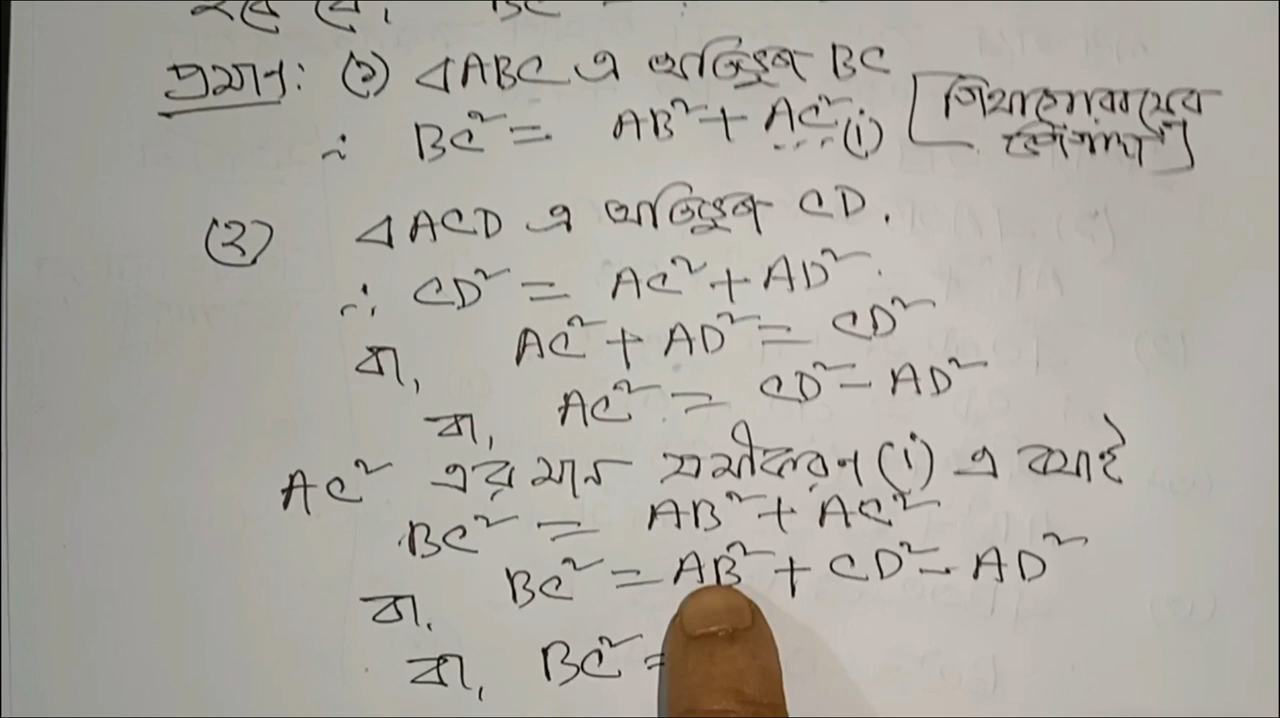 প্রমাণ: (১) ⊿ABC এ অতিভুজ BC
∴ BC² = AB² + AC² ...(i) [পিথাগোরাসের
(২) ⊿ACD এ অতিভুজ CD.
∴ CD² = AC² + AD².
বা, AC² + AD² = CD²
বা, AC² = CD² - AD²
AC² এর মান সমীকরণ (i) এ বসাই
BC² = AB² + AC²
বা, BC² = AB² + CD² - AD²
বা, BC² =